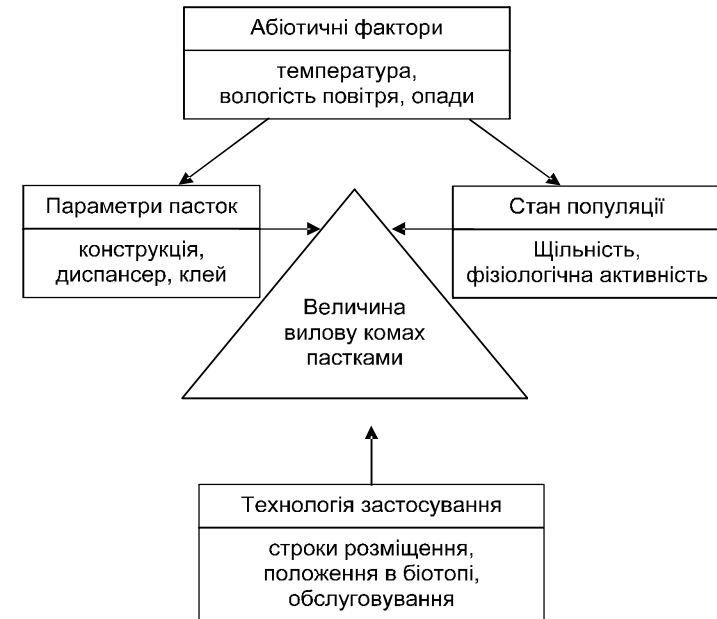 Абіотичні фактори
температура,
вологість повітря, опади
Параметри пасток
конструкція,
диспансер, клей
Стан популяції
Щільність,
фізіологічна активність
Величина
вилову комах
пастками
Технологія застосування
строки розміщення,
положення в біотопі,
обслуговування